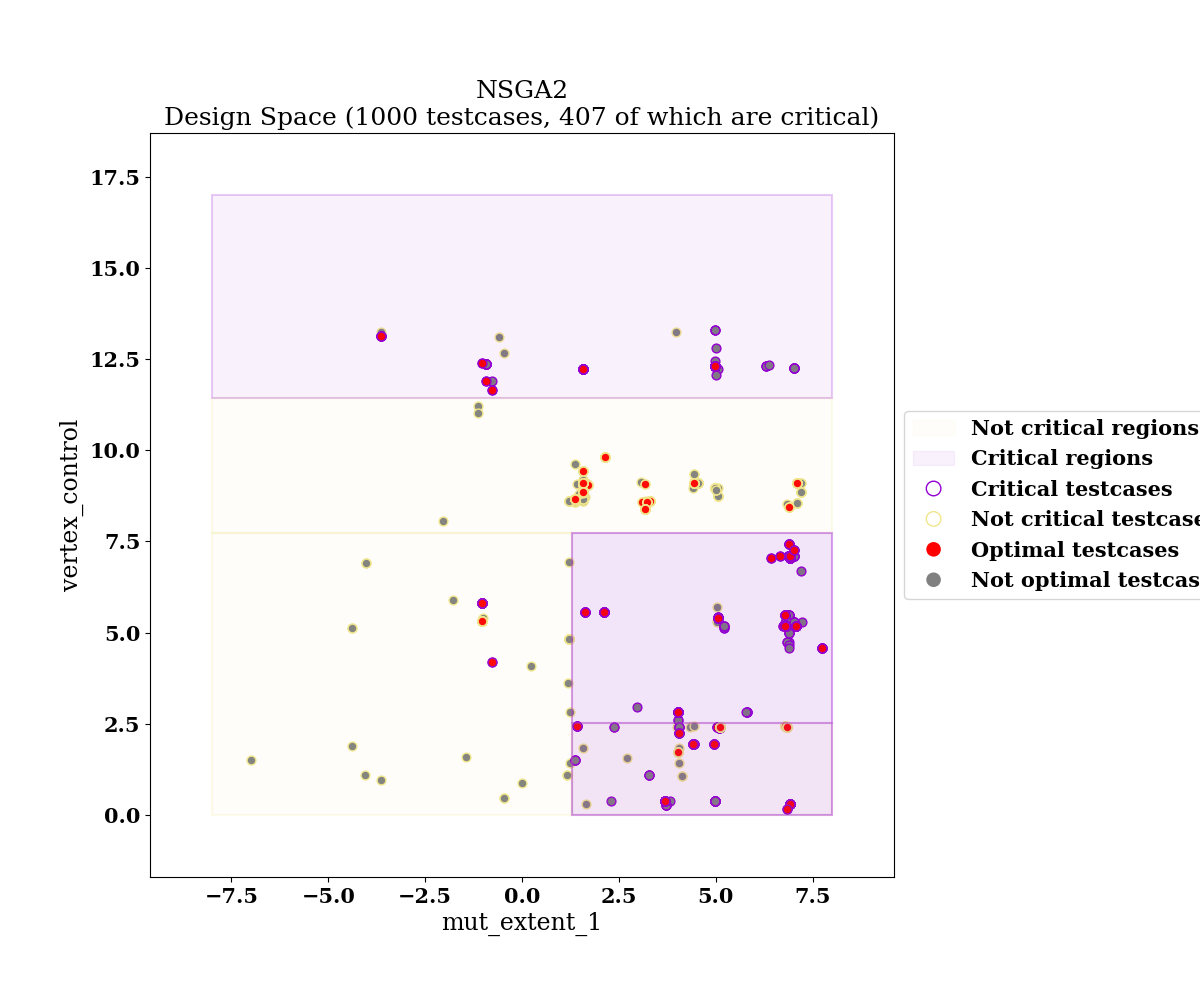 NSGA2
Design Space (1000 testcases, 407 of which are critical)
17.5
15.0
12.5
10.0
7.5
5.0
2.5
0.0
vertex_control
−7.5 −5.0 −2.5 0.0 2.5 5.0 7.5
mut_extent_1
Not critical regions
Critical regions
Critical testcases
Not critical testcase
Optimal testcases
Not optimal testcas